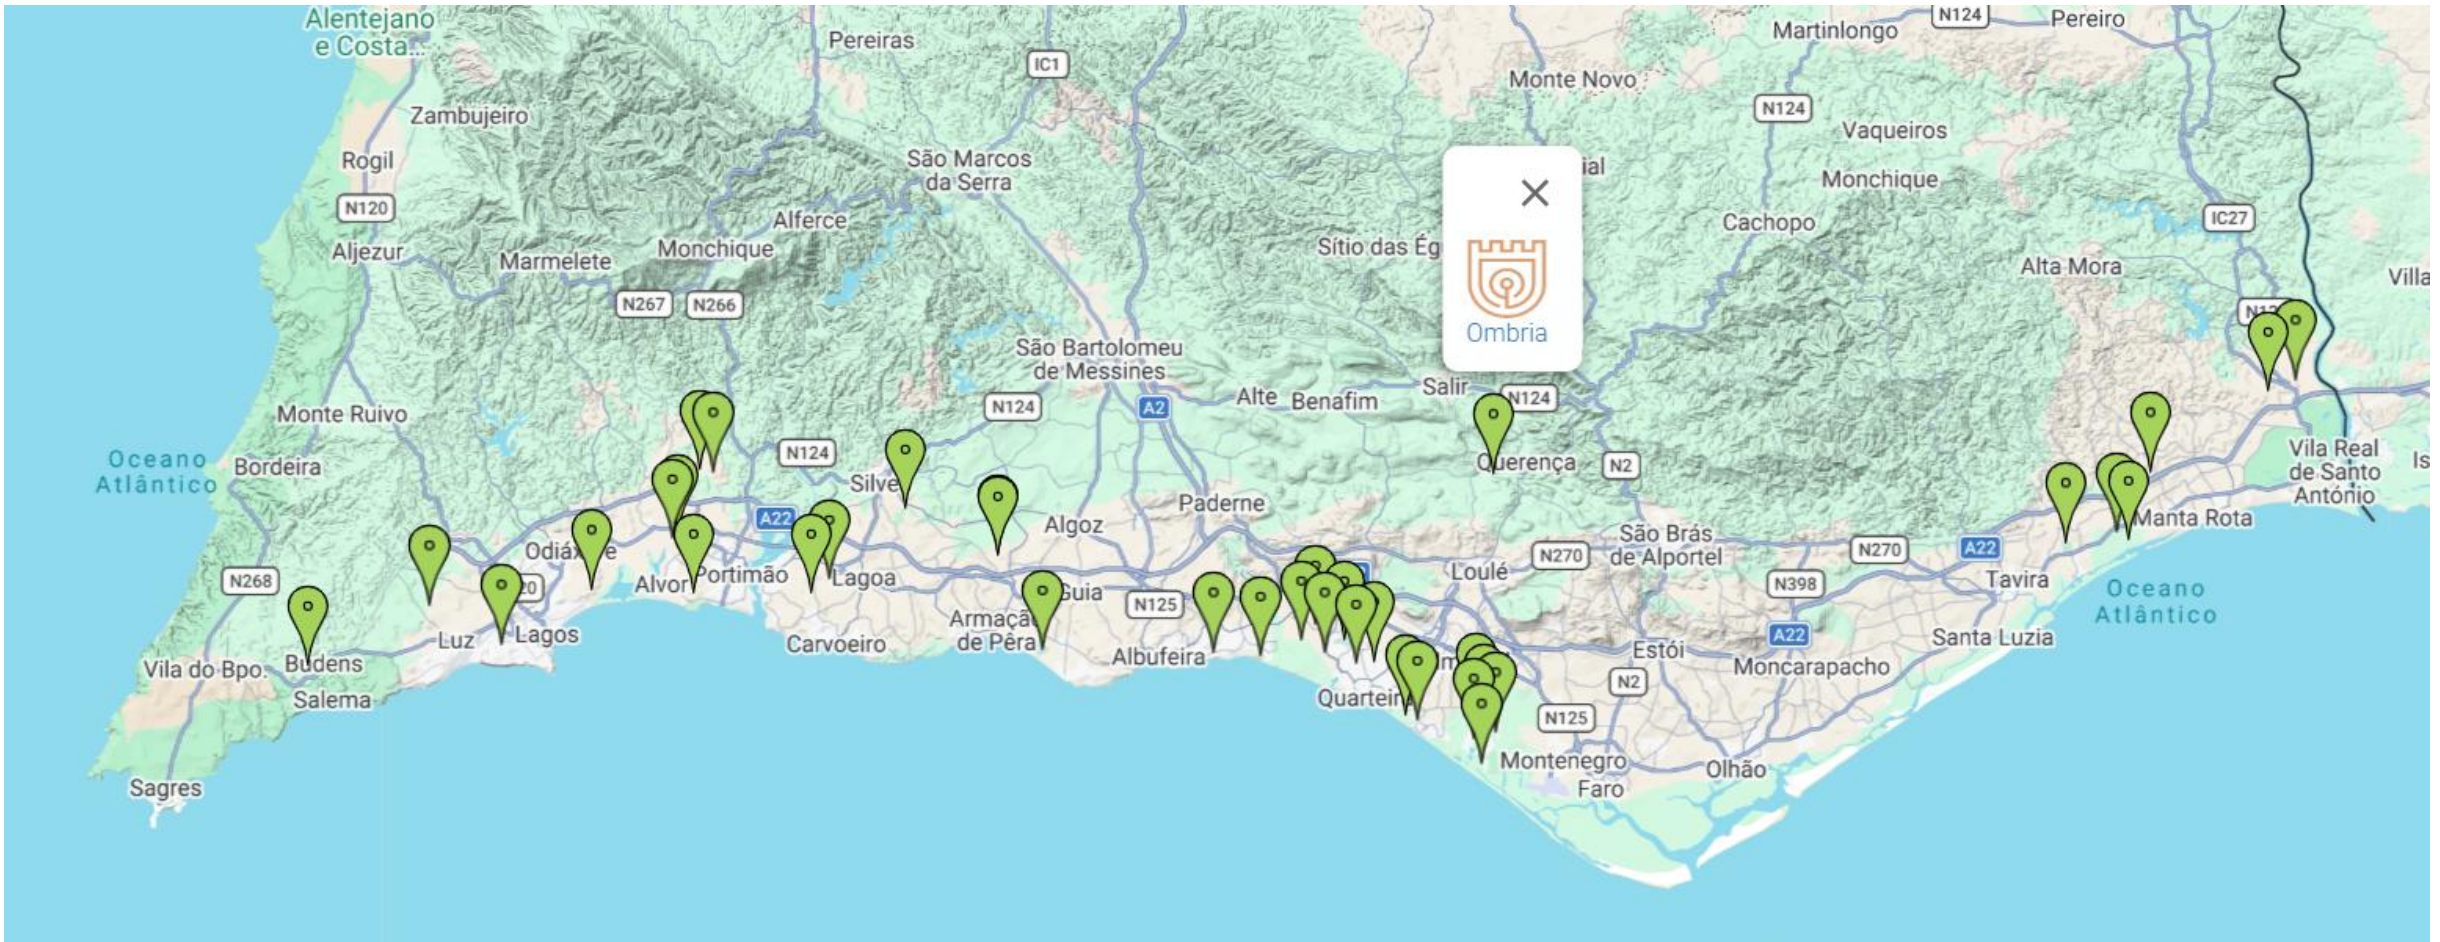 Alentejano
e Costa...
Pereiras
IC1
Martinlongo
N124
Pereiro
Zambujeiro
Monte Novo
N124
Vaqueiros
Rogil
São Marcos
da Serra
ial
Monchique
N120
Alferce
Cachopo
IC27
Aljezur
Marmelete
Monchique
Sítio das Ég
Alta Mora
Villa
N267
N266
Ombria
São Bartolomeu
de Messines
Monte Ruivo
N124
A2
Alte
Benafim
Salir
N124
Oceano
Atlântico
Bordeira
N124
Silve
Querença
N2
Vila Real
de Santo
António
Is
Paderne
A22
Algoz
Manta Rota
Odiáx
e
São Brás
de Alportel
N270
N270
A22
N268
20
Alvor
Portimão
Lagoa
Guia
N125
Loulé
N398
Tavira
Oceano
Atlântico
Luz
Lagos
Armaçã
de Pêra
Carvoeiro
Albufeira
Estói
A22
Santa Luzia
Vila do Bpo.
Budens
Salema
Moncarapacho
N2
Quarteir
N125
Sagres
Montenegro
Olhão
Faro